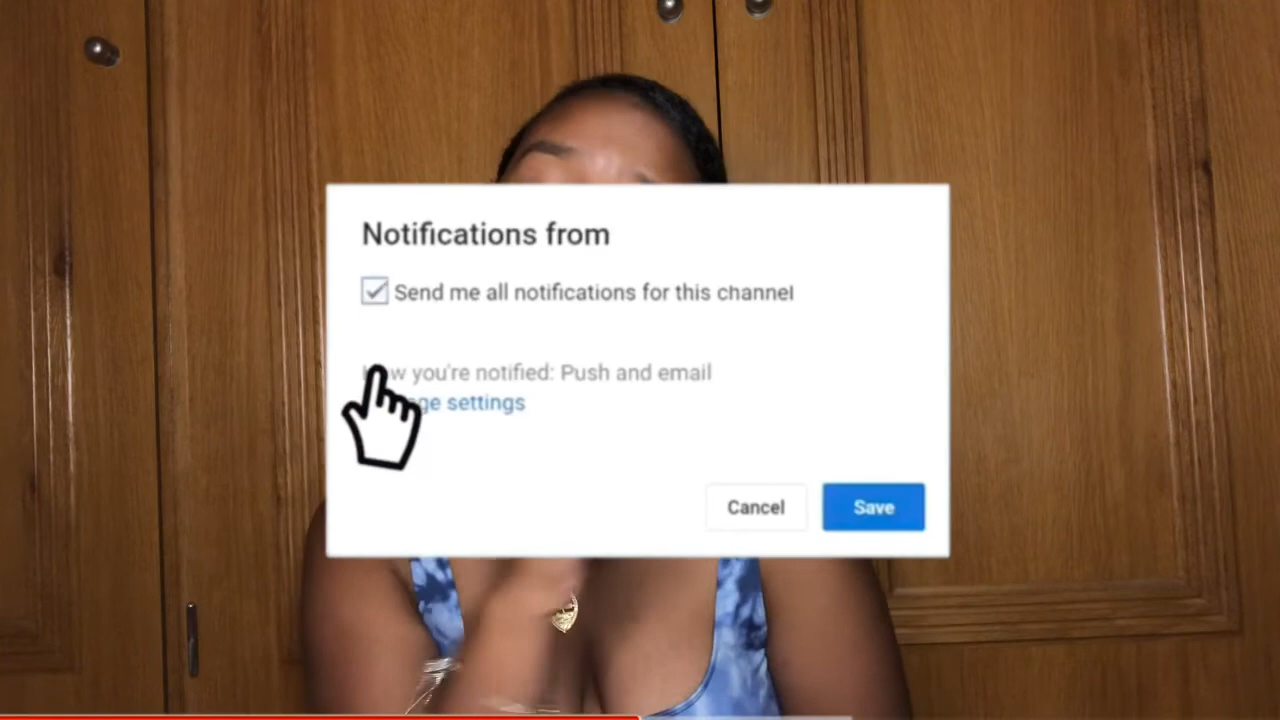 Notifications from
Send me all notifications for this channel
you're notified: Push and email
settings
Cancel
Save